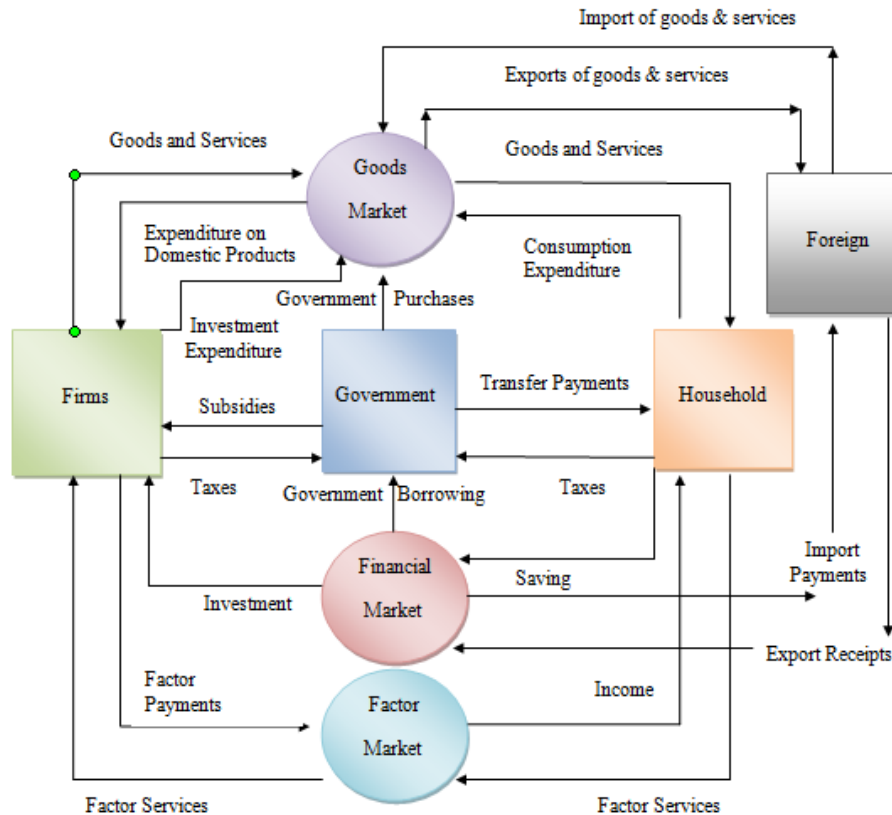 Import of goods & services
Exports of goods & services
Goods and Services
Goods
Market
Goods and Services
Foreign
Expenditure on
Domestic Products
Consumption
Expenditure
Government Purchases
Investment
Expenditure
Firms
Government
Household
Transfer Payments
Subsidies
Taxes
Taxes
Government Borrowing
Financial
Market
Saving
Investment
Import
Payments
Export Receipts
Factor
Payments
Factor
Market
Income
Factor Services
Factor Services